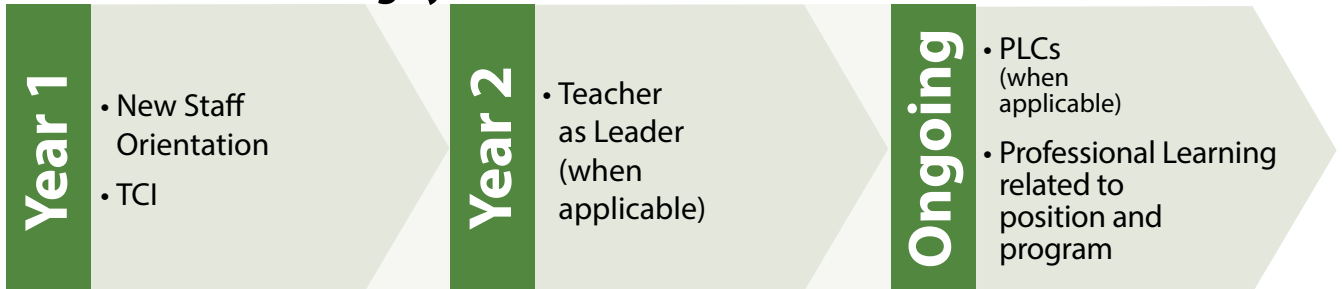 Year 1
• New Staff
Orientation
• TCI
Year 2
• Teacher
as Leader
(when
applicable)
Ongoing
• PLCs
(when
applicable)
• Professional Learning
related to
position and
program